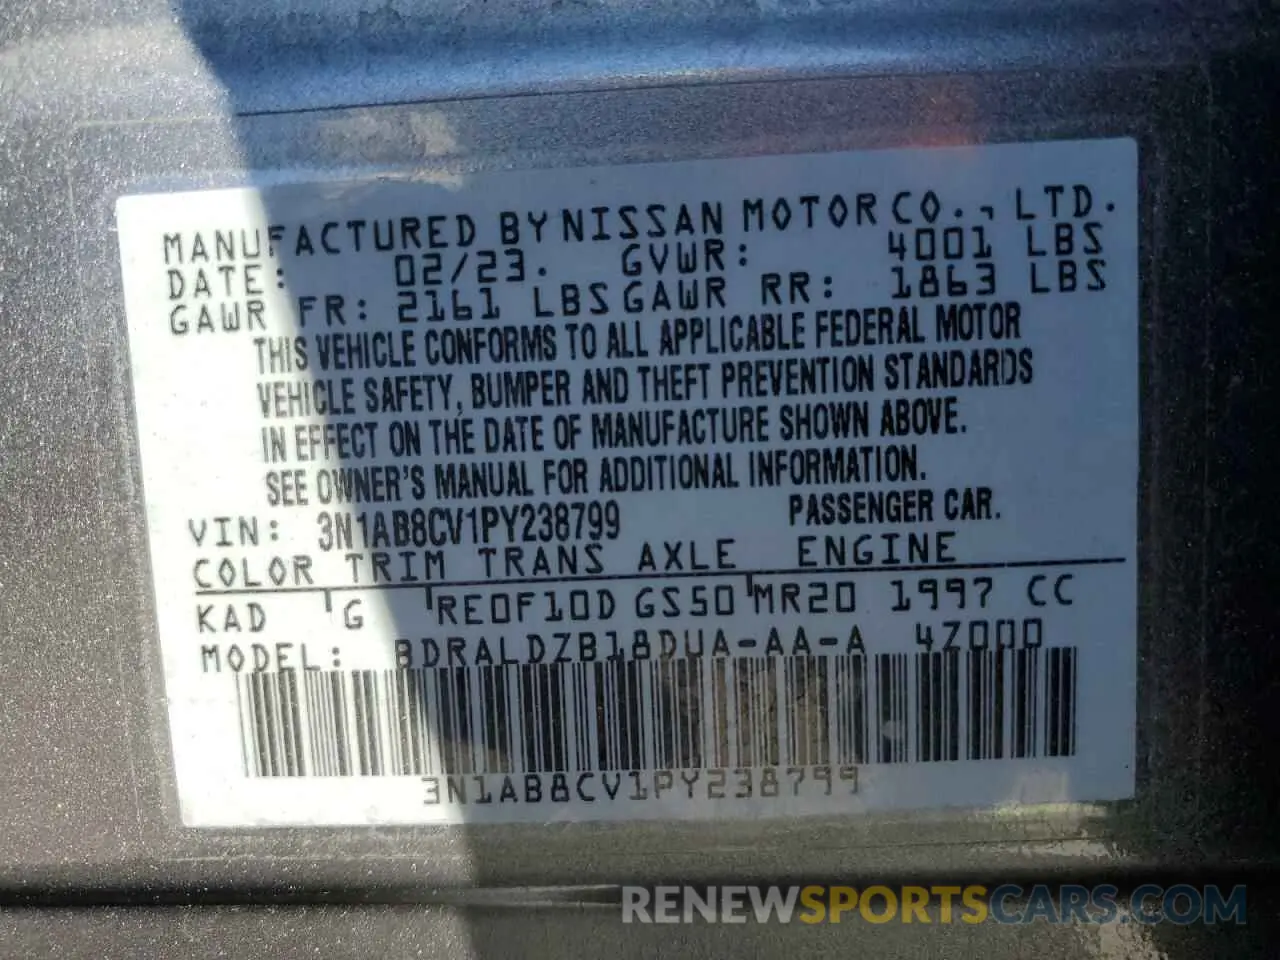 MANUFACTURED BY NISSAN MOTOR CO., LTD.
DATE: 02/23. GVWR: 4001 LBS
GAWR FR: 2161 LBS GAWR RR: 1863 LBS
THIS VEHICLE CONFORMS TO ALL APPLICABLE FEDERAL MOTOR
VEHICLE SAFETY, BUMPER AND THEFT PREVENTION STANDARDS
IN EFFECT ON THE DATE OF MANUFACTURE SHOWN ABOVE.
SEE OWNER'S MANUAL FOR ADDITIONAL INFORMATION.
VIN: 3N1AB8CV1PY238799 PASSENGER CAR.
COLOR TRIM TRANS AXLE ENGINE
KAD G RE0F10D GS50 MR20 1997 CC
MODEL: BDRALDZB18DUA-AA-A 4Z000
3N1AB8CV1PY238799
RENEWSPORTSCARS.COM